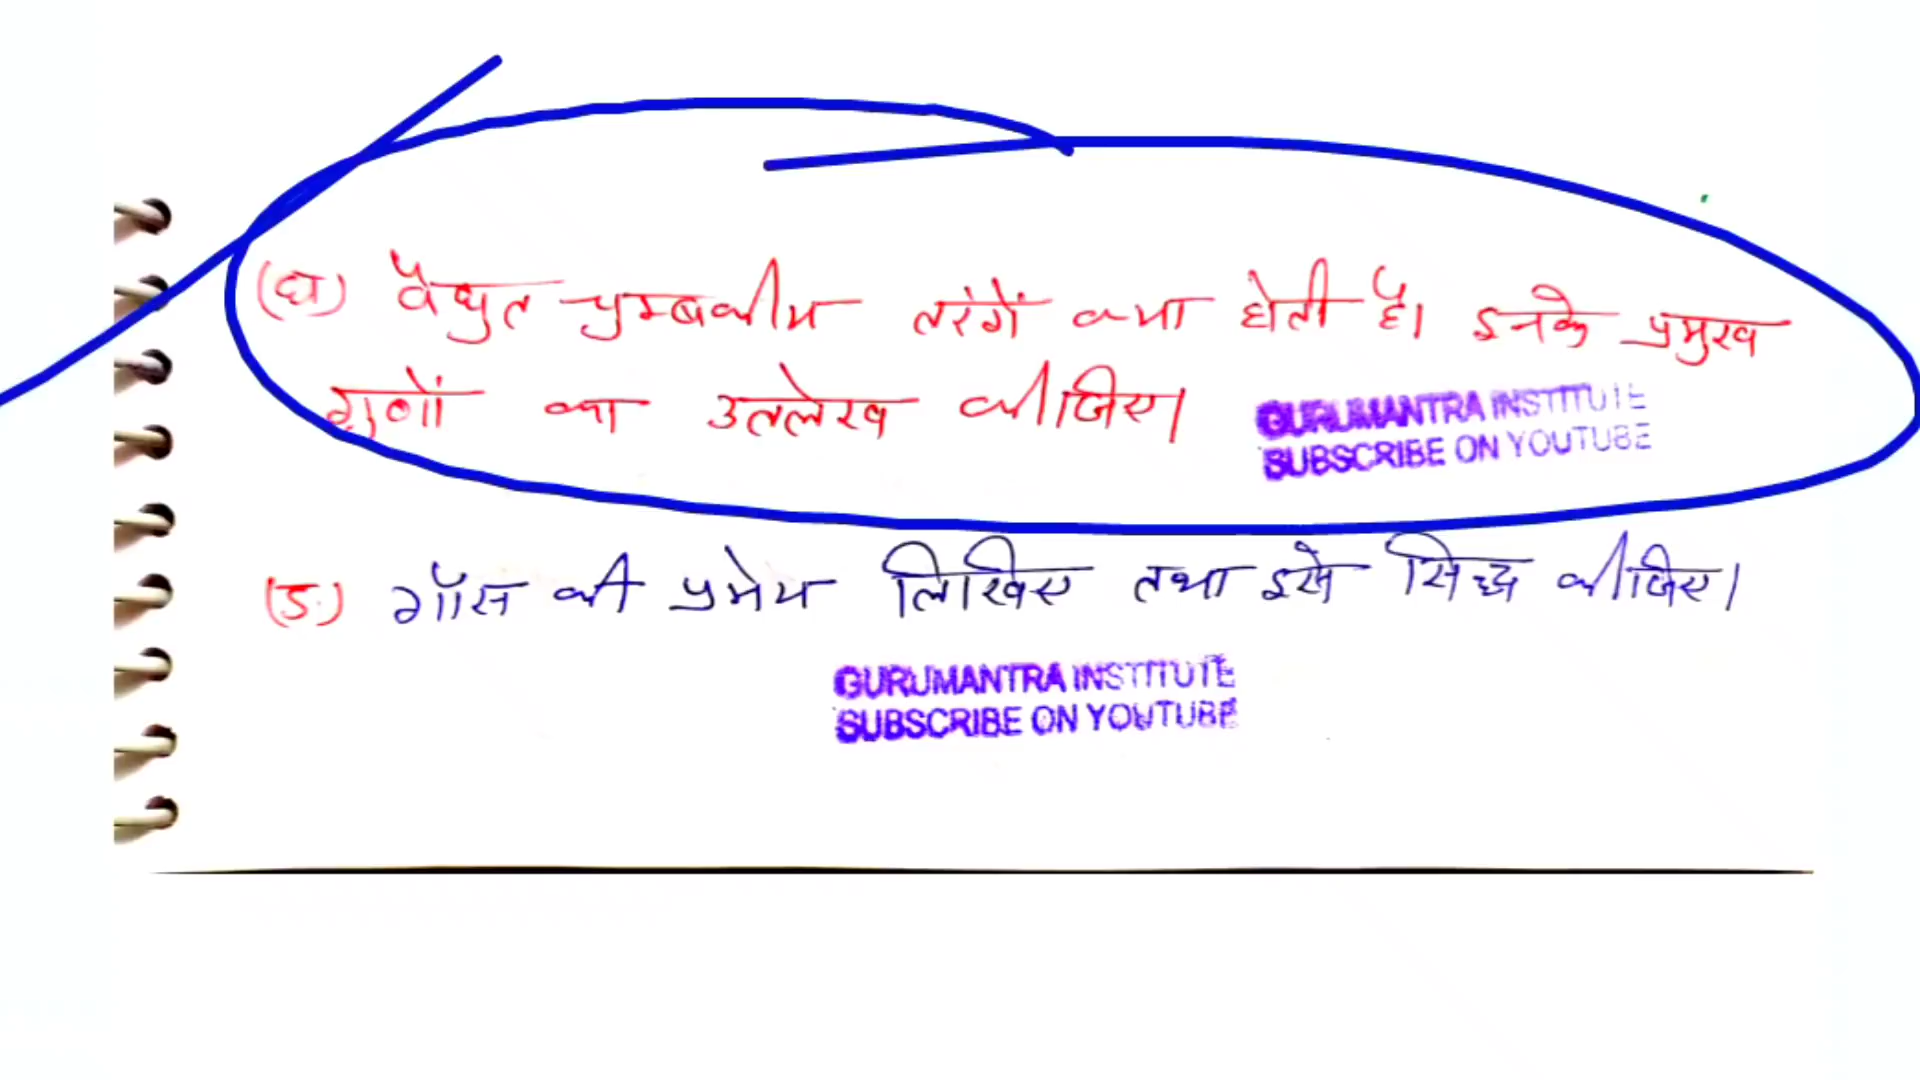 (घ) वैद्युत चुम्बकीय तरंगें क्या होती है। इनके प्रमुख
गुणों का उल्लेख कीजिए।
GURUMANTRA INSTITUTE
SUBSCRIBE ON YOUTUBE
(ङ) गॉस की प्रमेय लिखिए तथा इसे सिद्ध कीजिए।
GURUMANTRA INSTITUTE
SUBSCRIBE ON YOUTUBE